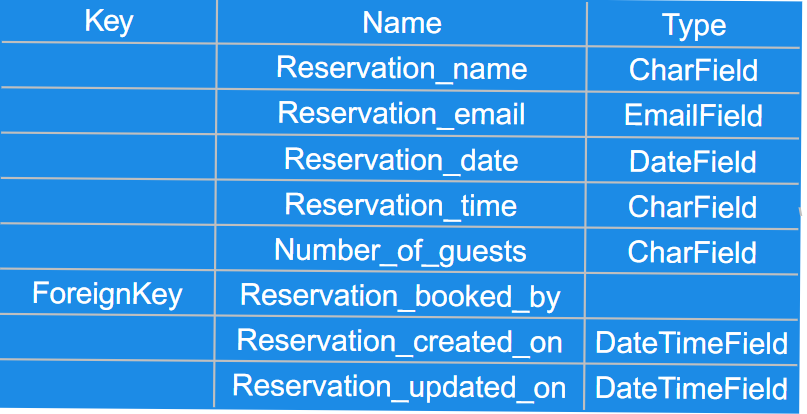 Key Name Type
Reservation_name CharField
Reservation_email EmailField
Reservation_date DateField
Reservation_time CharField
Number_of_guests CharField
ForeignKey Reservation_booked_by
Reservation_created_on DateTimeField
Reservation_updated_on DateTimeField